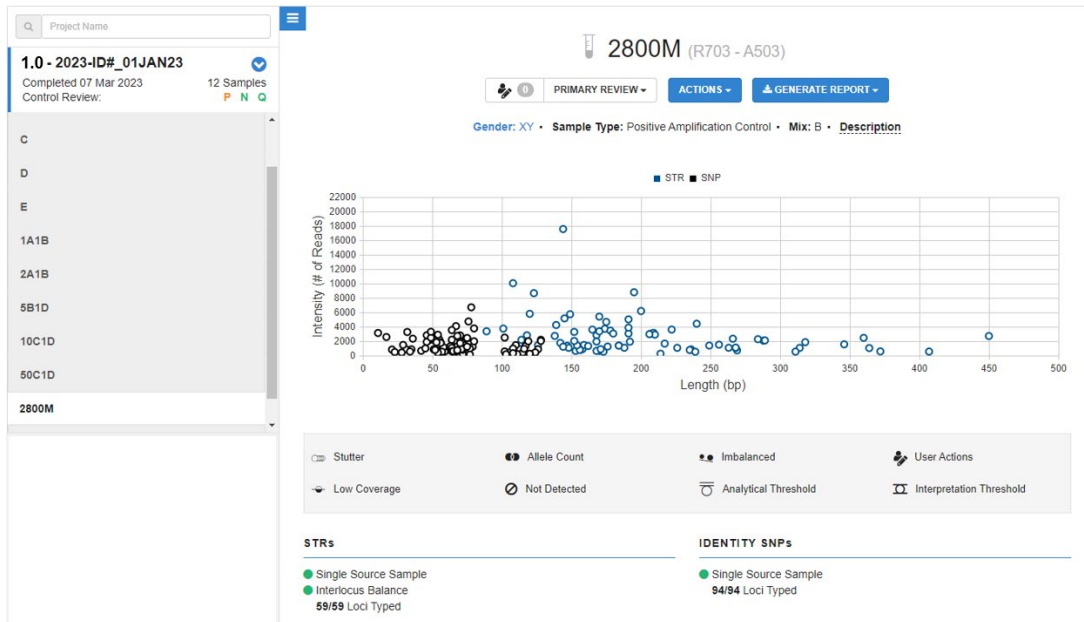 Project Name
1.0 - 2023-ID#_01JAN23
Completed 07 Mar 2023 12 Samples
Control Review: P N Q
C
D
E
1A1B
2A1B
5B1D
10C1D
50C1D
2800M
2800M (R703 - A503)
0 PRIMARY REVIEW ACTIONS GENERATE REPORT
Gender: XY • Sample Type: Positive Amplification Control • Mix: B • Description
STR SNP
Intensity (# of Reads)
22000
20000
18000
16000
14000
12000
10000
8000
6000
4000
2000
0
0 50 100 150 200 250 300 350 400 450 500
Length (bp)
Stutter Allele Count Imbalanced User Actions
Low Coverage Not Detected Analytical Threshold Interpretation Threshold
STRs IDENTITY SNPs
Single Source Sample Single Source Sample
Interlocus Balance 94/94 Loci Typed
59/59 Loci Typed